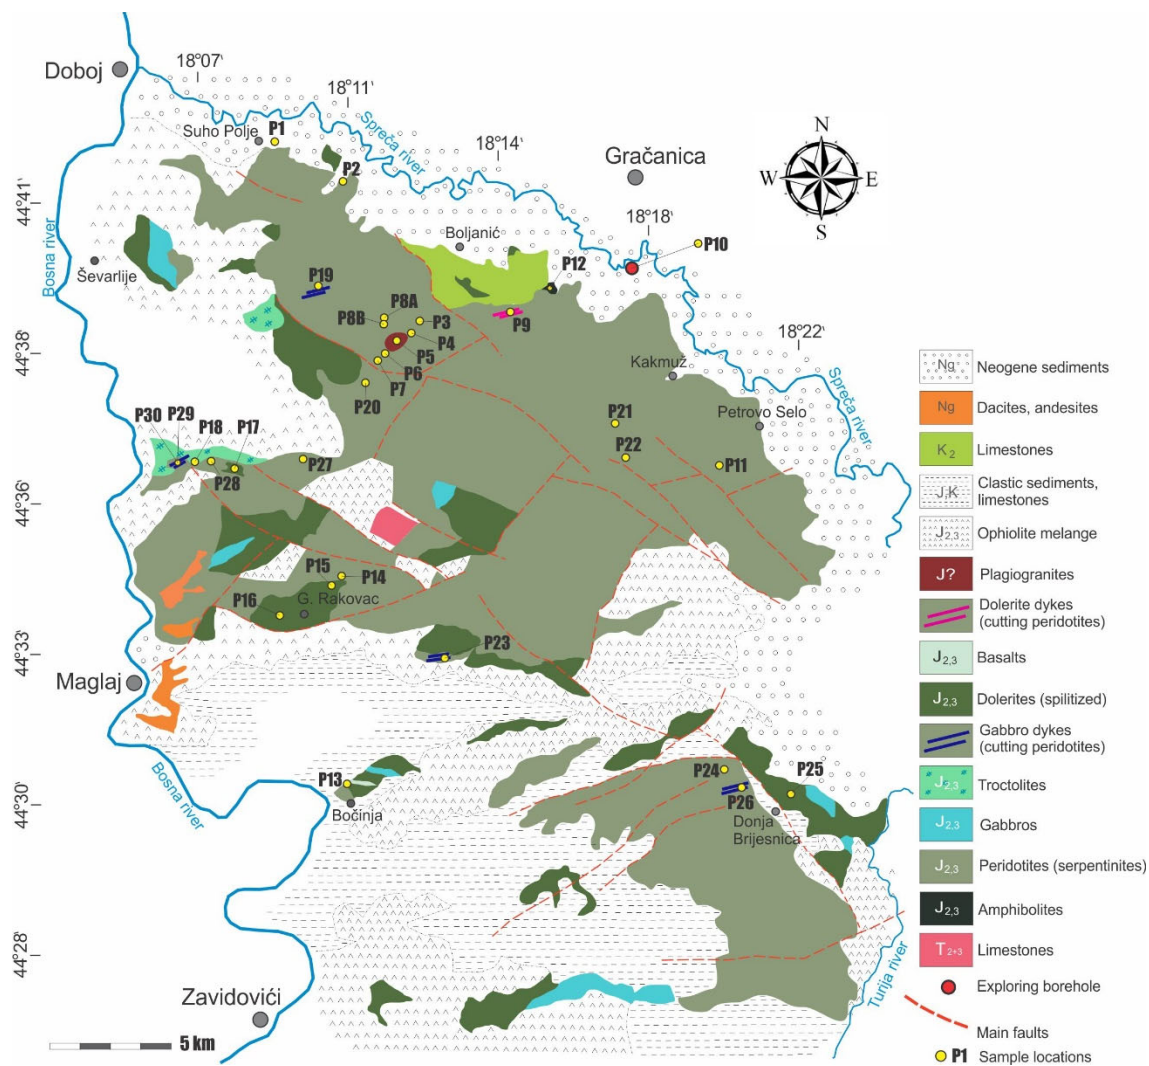 Doboj
18°07'
18°11'
Spreča river
Suho Polje
P1
18°14'
Gračanica
N
W
E
S
P2
44°41'
18°18'
P10
Boljanić
Ševarlije
Bosna river
P12
P19
P8A
P8B
P3
P9
18°22'
P4
44°38'
P5
P6
P7
Kakmuž
Spreča river
P20
P21
Petrovo Selo
P30
P29
P18
P17
P27
P22
P11
P28
44°36'
P15
P14
G. Rakovac
P16
P23
44°33'
Maglaj
Bosna river
P13
P24
P25
44°30'
Bočinja
P26
Donja
Brijesnica
44°28'
Turija river
Zavidovići
5 km
Ng
Neogene sediments
Ng
Dacites, andesites
K2
Limestones
J,K
Clastic sediments,
limestones
J2,3
Ophiolite melange
J?
Plagiogranites
Dolerite dykes
(cutting peridotites)
J2,3
Basalts
J2,3
Dolerites (spilitized)
Gabbro dykes
(cutting peridotites)
J2,3
Troctolites
J2,3
Gabbros
J2,3
Peridotites (serpentinites)
J2,3
Amphibolites
T2+3
Limestones
Exploring borehole
Main faults
P1
Sample locations